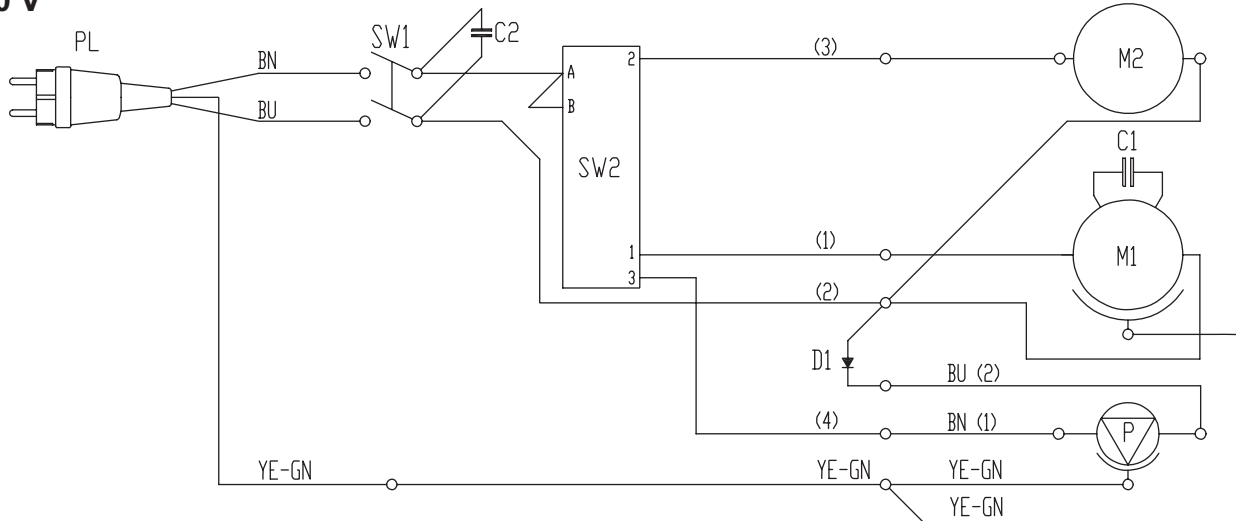 0 V
PL
BN
BU
SW1
C2
A
B
SW2
2
1
3
(3)
M2
C1
(1)
M1
(2)
D1
BU (2)
(4)
BN (1)
P
YE-GN
YE-GN
YE-GN
YE-GN